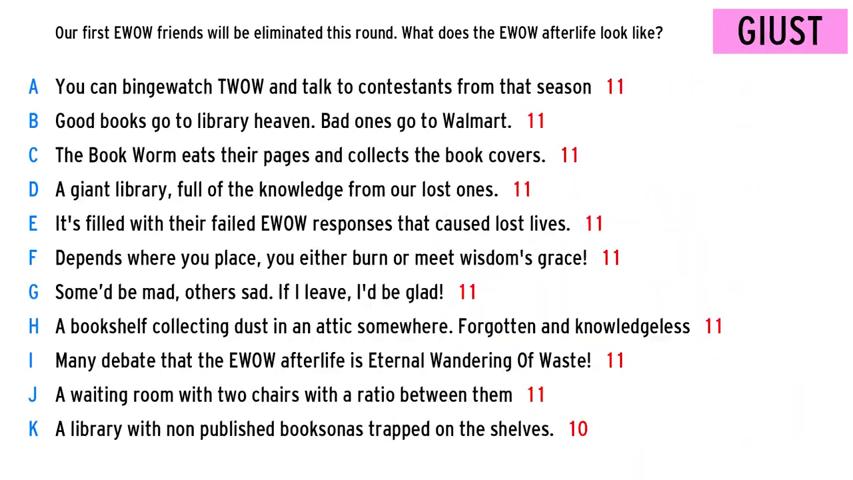 Our first EWOW friends will be eliminated this round. What does the EWOW afterlife look like?
GIUST
A You can bingewatch TWOW and talk to contestants from that season 11
B Good books go to library heaven. Bad ones go to Walmart. 11
C The Book Worm eats their pages and collects the book covers. 11
D A giant library, full of the knowledge from our lost ones. 11
E It's filled with their failed EWOW responses that caused lost lives. 11
F Depends where you place, you either burn or meet wisdom's grace! 11
G Some’d be mad, others sad. If I leave, I'd be glad! 11
H A bookshelf collecting dust in an attic somewhere. Forgotten and knowledgeless 11
I Many debate that the EWOW afterlife is Eternal Wandering Of Waste! 11
J A waiting room with two chairs with a ratio between them 11
K A library with non published booksonas trapped on the shelves. 10